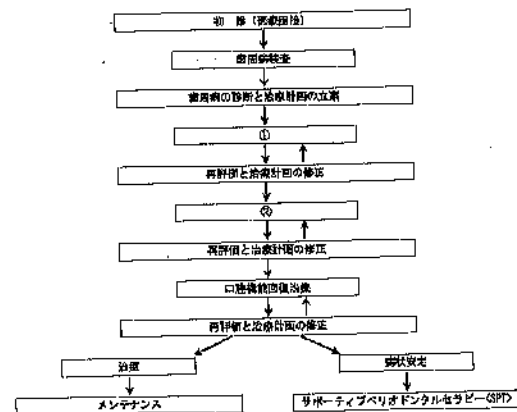 初 診（医療面接）
歯周病検査
歯周病の診断と治療計画の立案
①
再評価と治療計画の修正
②
再評価と治療計画の修正
口腔機能回復治療
再評価と治療計画の修正
治癒
病状安定
メンテナンス
サポーティブペリオドンタルセラピー（SPT）